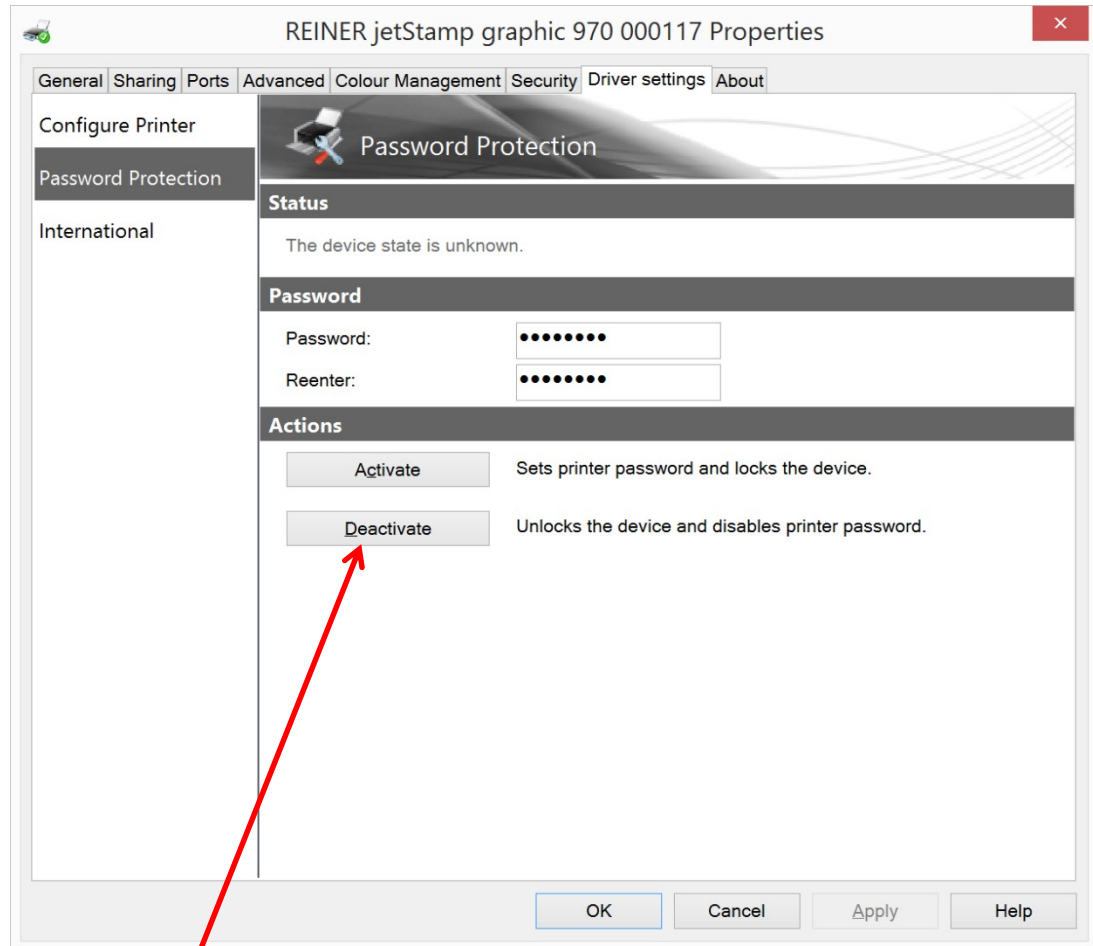 REINER jetStamp graphic 970 000117 Properties
General Sharing Ports Advanced Colour Management Security Driver settings About
Configure Printer
Password Protection
International
Password Protection
Status
The device state is unknown.
Password
Password: ●●●●●●●●
Reenter: ●●●●●●●●
Actions
Activate Sets printer password and locks the device.
Deactivate Unlocks the device and disables printer password.
OK Cancel Apply Help